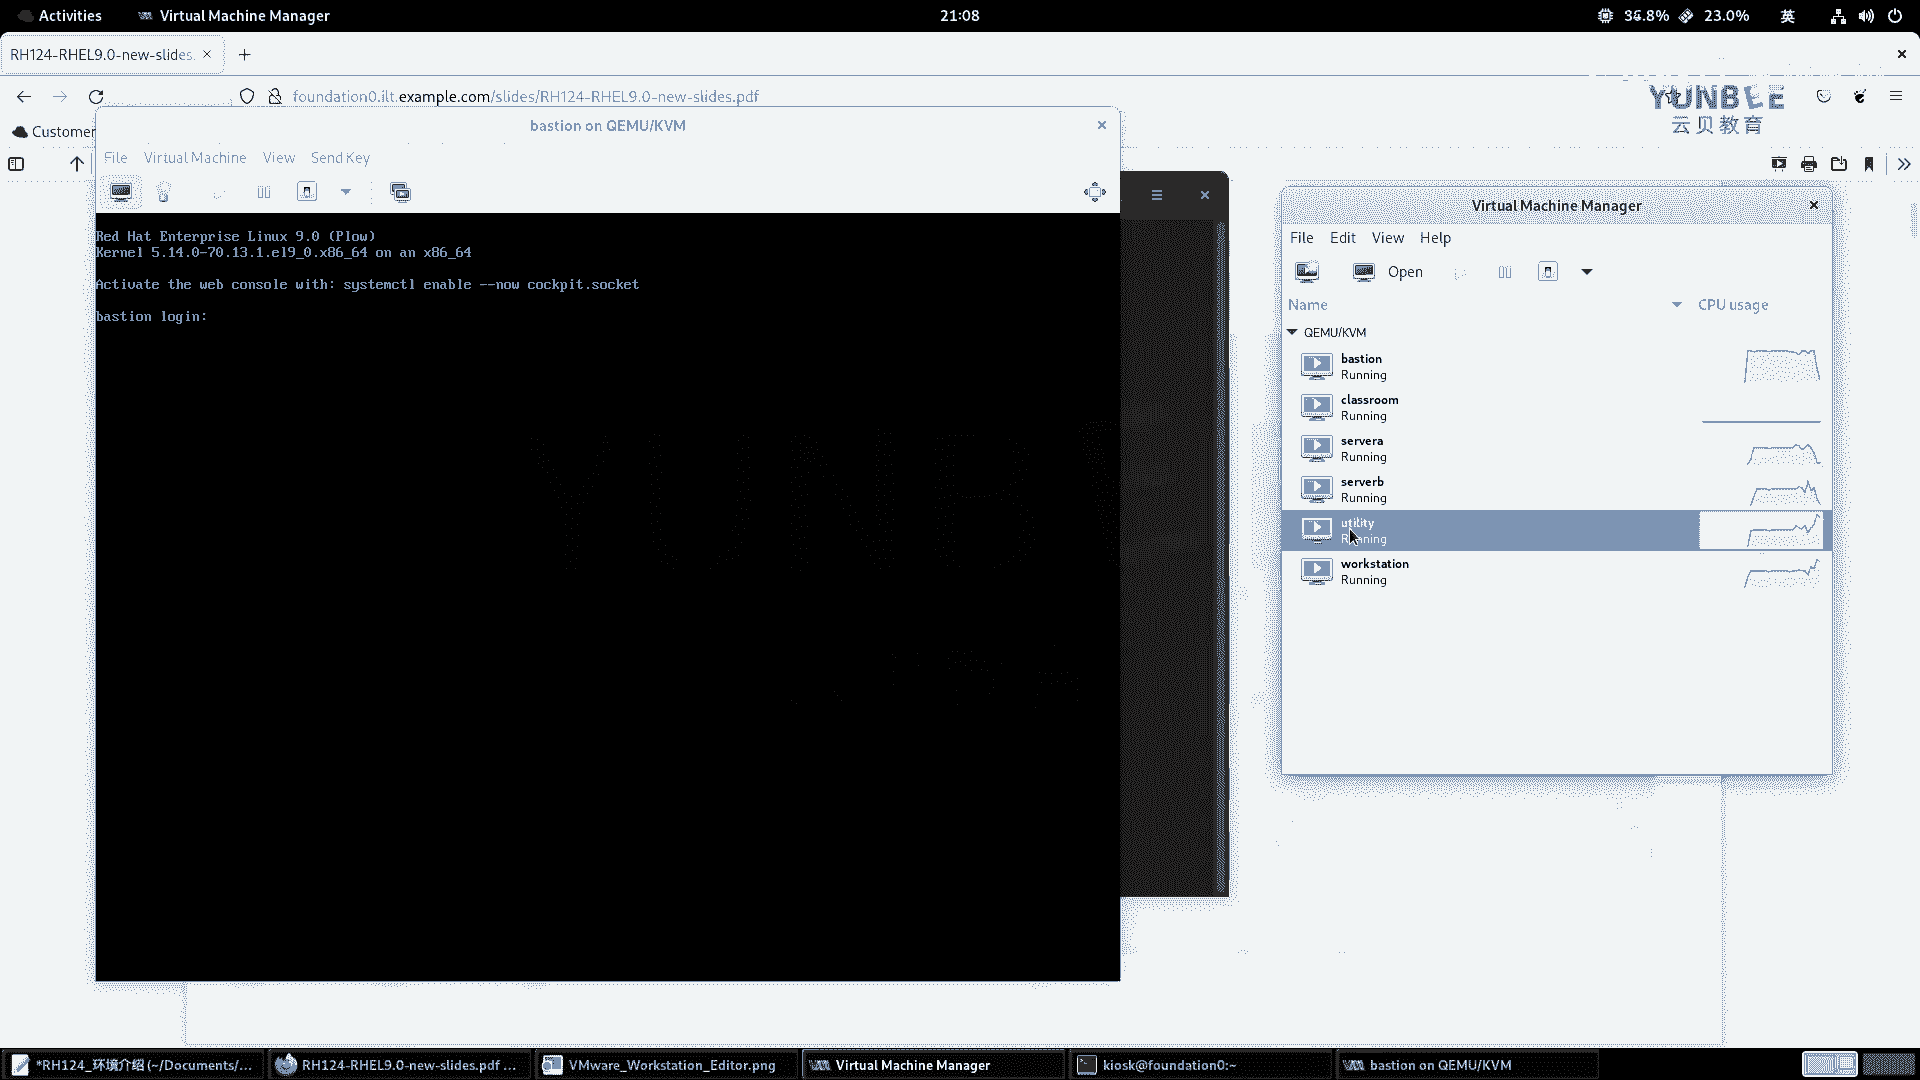 Activities
Virtual Machine Manager
21:08
36.8%
23.0%
英
RH124-RHEL9.0-new-slides.
foundation0.ilt.example.com/slides/RH124-RHEL9.0-new-slides.pdf
YUNBEE
云贝教育
Customer
bastion on QEMU/KVM
File Virtual Machine View Send Key
Red Hat Enterprise Linux 9.0 (Plow)
Kernel 5.14.0-70.13.1.el9_0.x86_64 on an x86_64
Activate the web console with: systemctl enable --now cockpit.socket
bastion login:
Virtual Machine Manager
File Edit View Help
Open
Name CPU usage
QEMU/KVM
bastion
Running
classroom
Running
servera
Running
serverb
Running
utility
Running
workstation
Running
*RH124_环境介绍 (~/Documents/...
RH124-RHEL9.0-new-slides.pdf ...
VMware_Workstation_Editor.png
Virtual Machine Manager
kiosk@foundation0:~
bastion on QEMU/KVM